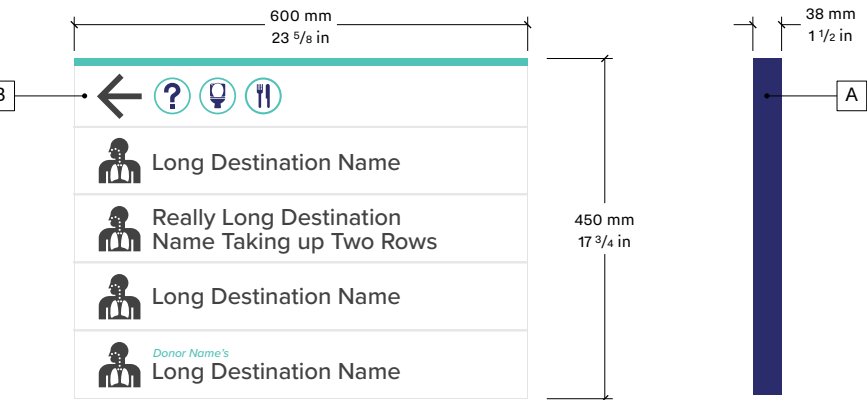 600 mm
23 5/8 in
38 mm
1 1/2 in
B
?
A
Long Destination Name
Really Long Destination
Name Taking up Two Rows
450 mm
17 3/4 in
Long Destination Name
Donor Name's
Long Destination Name